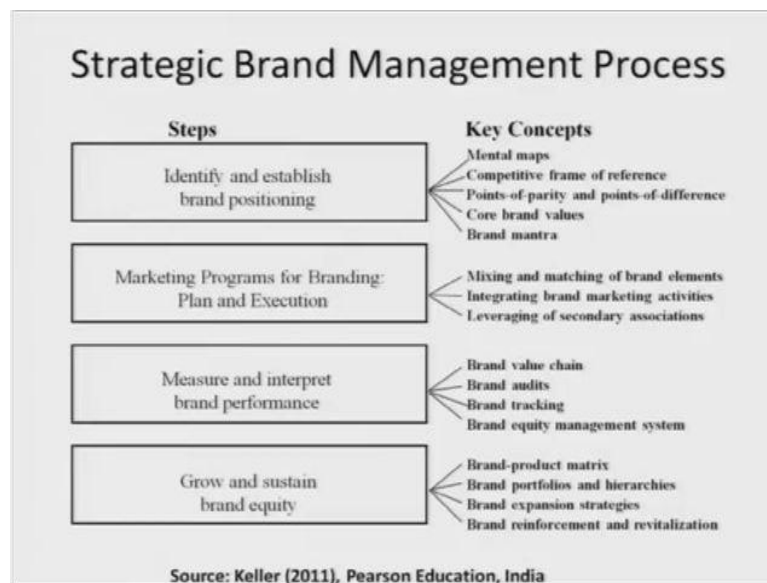 Strategic Brand Management Process
Steps
Key Concepts
Identify and establish
brand positioning
Mental maps
Competitive frame of reference
Points-of-parity and points-of-difference
Core brand values
Brand mantra
Marketing Programs for Branding:
Plan and Execution
Mixing and matching of brand elements
Integrating brand marketing activities
Leveraging of secondary associations
Measure and interpret
brand performance
Brand value chain
Brand audits
Brand tracking
Brand equity management system
Grow and sustain
brand equity
Brand-product matrix
Brand portfolios and hierarchies
Brand expansion strategies
Brand reinforcement and revitalization
Source: Keller (2011), Pearson Education, India